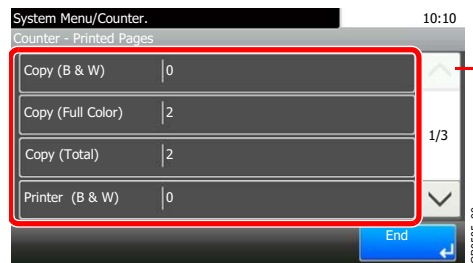 System Menu/Counter.
10:10
Counter - Printed Pages
Copy (B & W) 0
Copy (Full Color) 2
1/3
Copy (Total) 2
Printer (B & W) 0
End